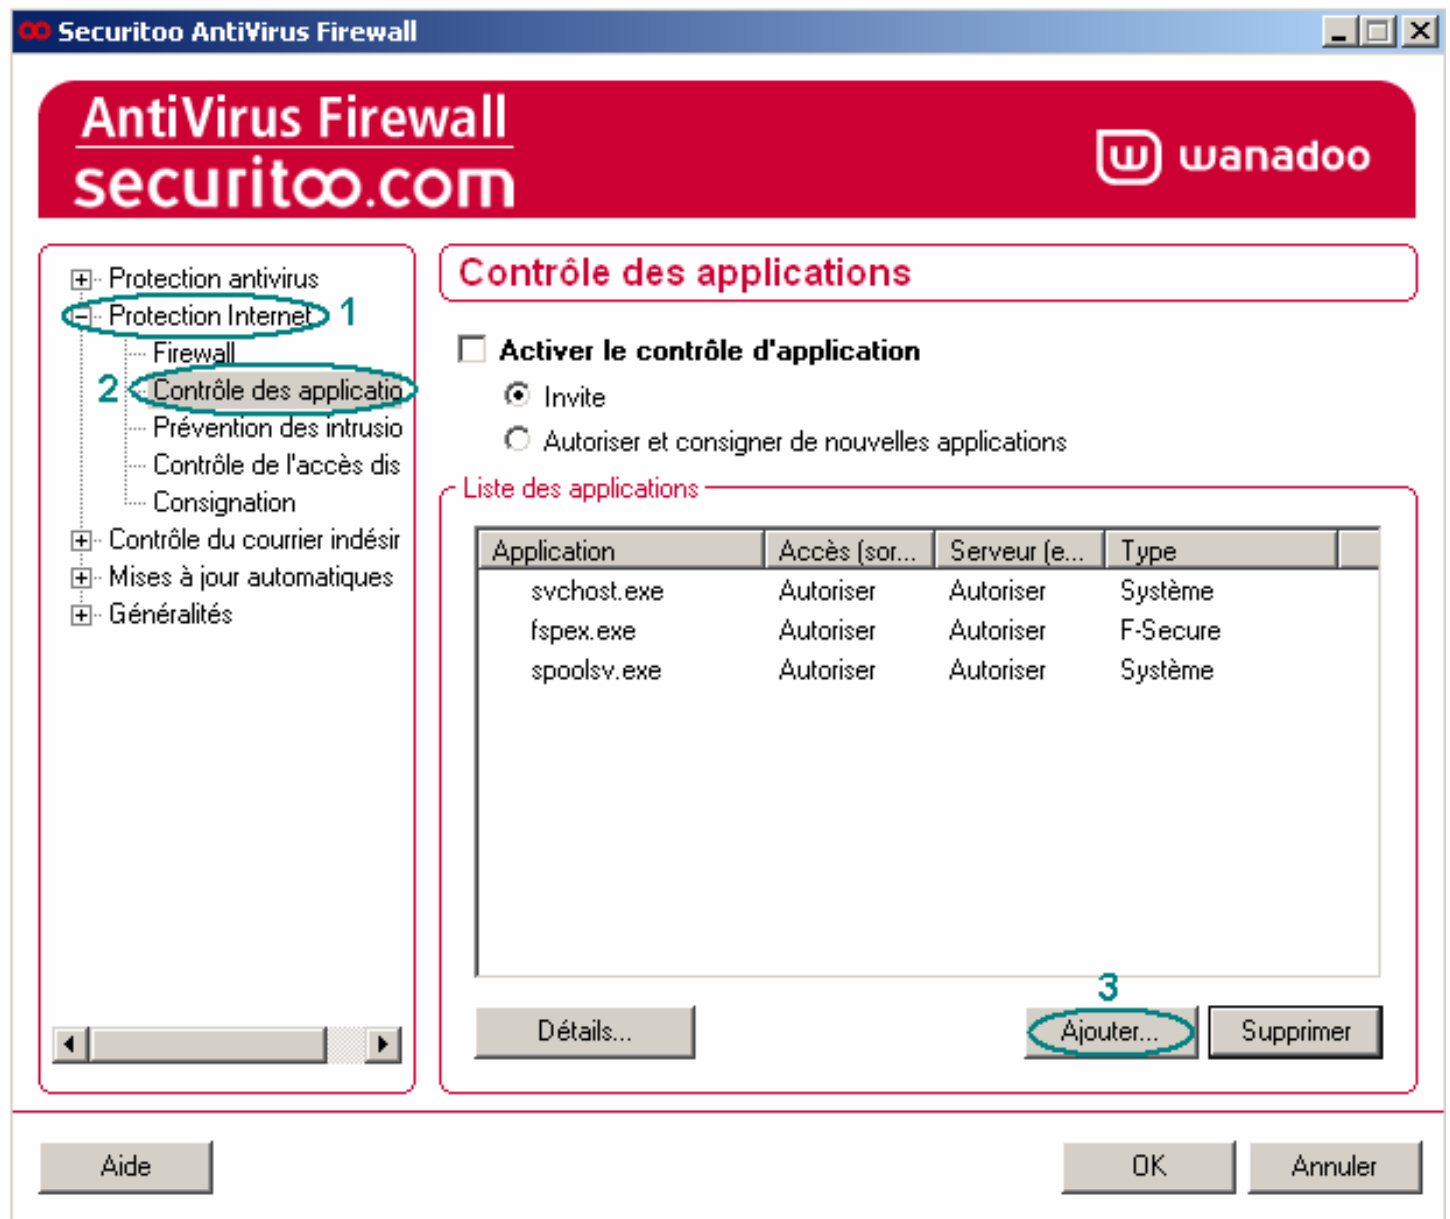 Securitoo AntiVirus Firewall
AntiVirus Firewall
securitoo.com
wanadoo
Protection antivirus
Protection Internet 1
Firewall
2 Contrôle des applicatio
Prévention des intrusio
Contrôle de l'accès dis
Consignation
Contrôle du courrier indésir
Mises à jour automatiques
Généralités
Contrôle des applications
Activer le contrôle d'application
Invite
Autoriser et consigner de nouvelles applications
Liste des applications
Application Accès (sor... Serveur (e... Type
svchost.exe Autoriser Autoriser Système
fspex.exe Autoriser Autoriser F-Secure
spoolsv.exe Autoriser Autoriser Système
3
Détails... Ajouter... Supprimer
Aide OK Annuler